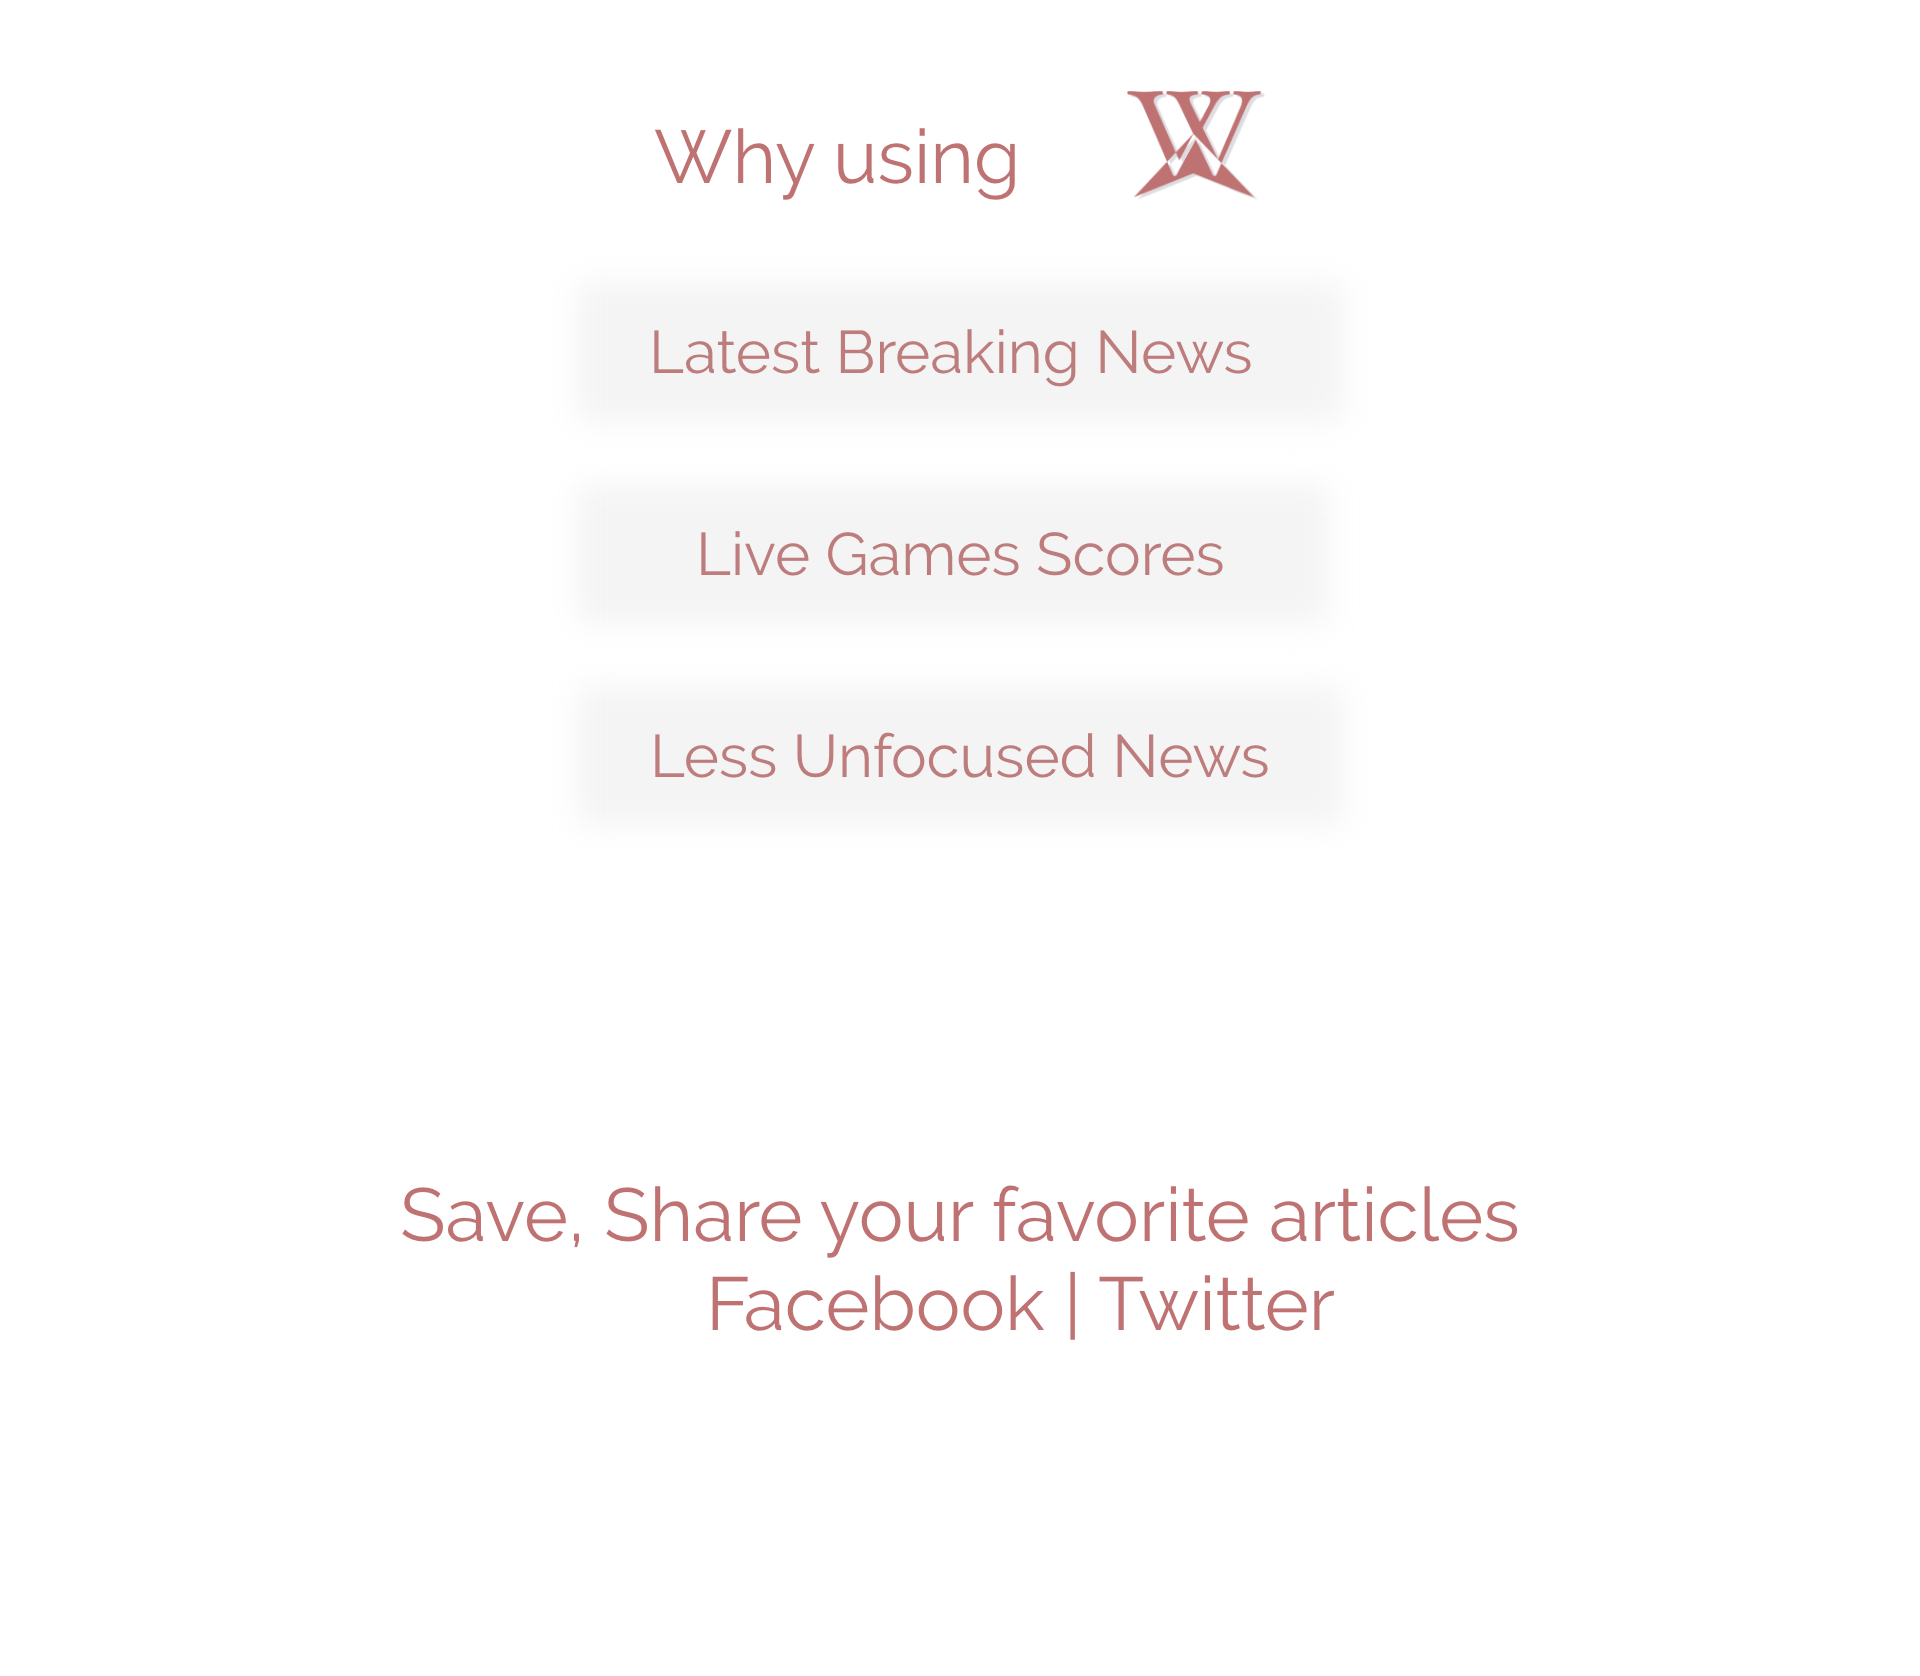 Why using W
Latest Breaking News
Live Games Scores
Less Unfocused News
Save, Share your favorite articles
Facebook | Twitter